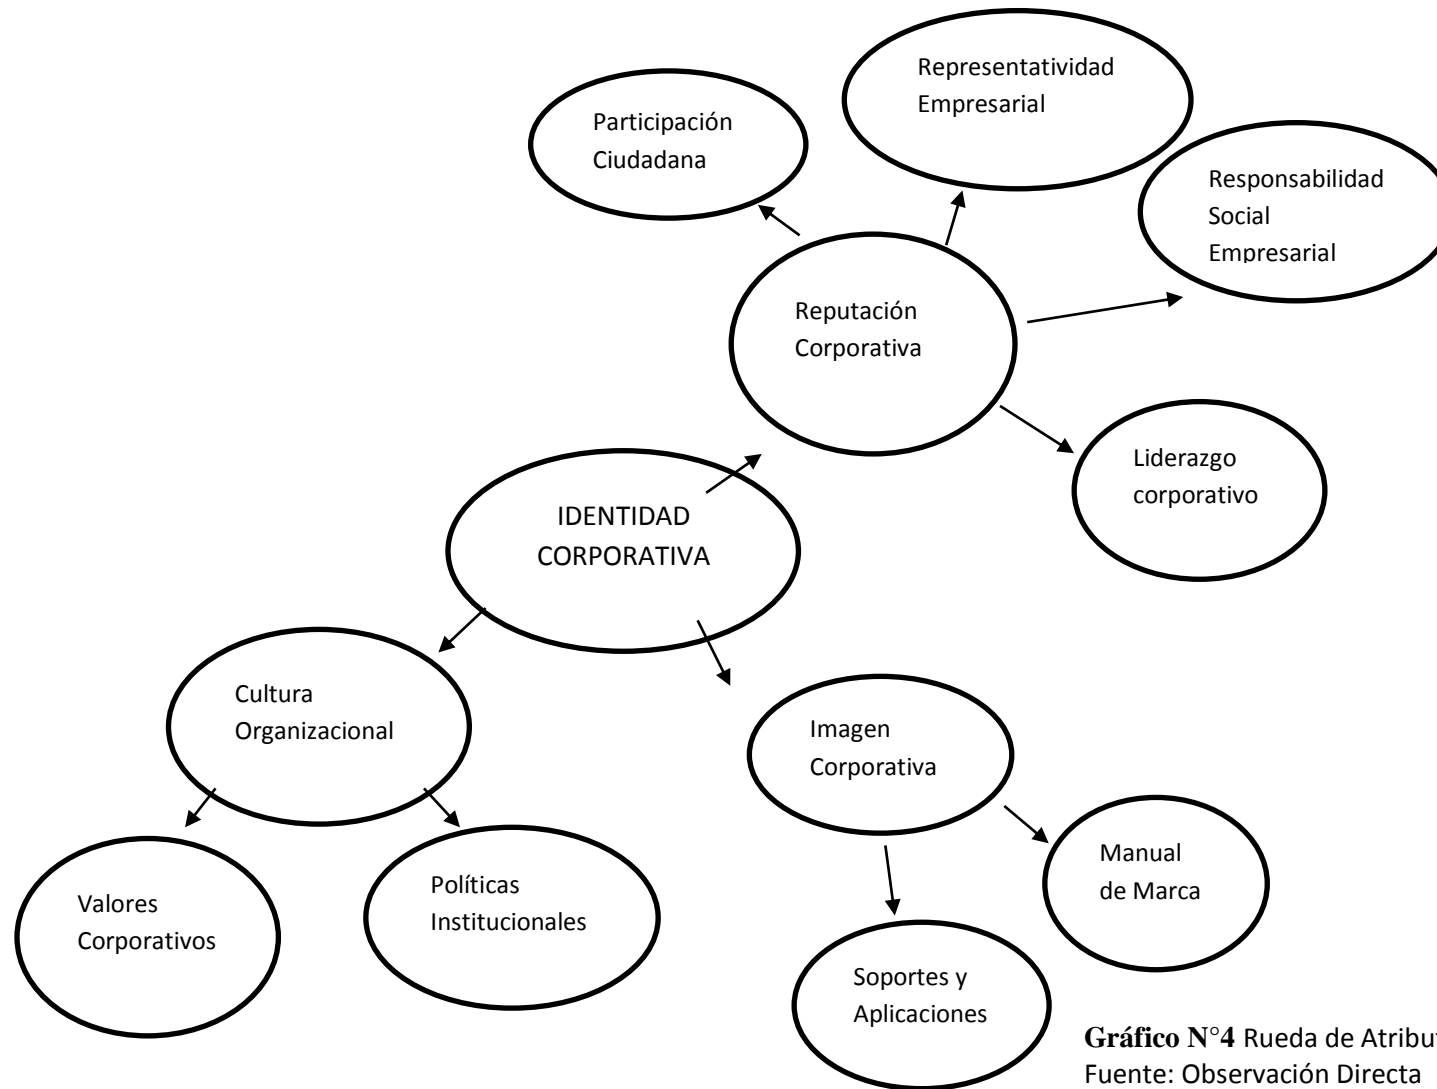 Representatividad
Empresarial
Participación
Ciudadana
Responsabilidad
Social
Empresarial
Reputación
Corporativa
Liderazgo
corporativo
IDENTIDAD
CORPORATIVA
Cultura
Organizacional
Imagen
Corporativa
Manual
de Marca
Políticas
Institucionales
Valores
Corporativos
Soportes y
Aplicaciones
Gráfico N°4 Rueda de
Fuente: Observación Directa